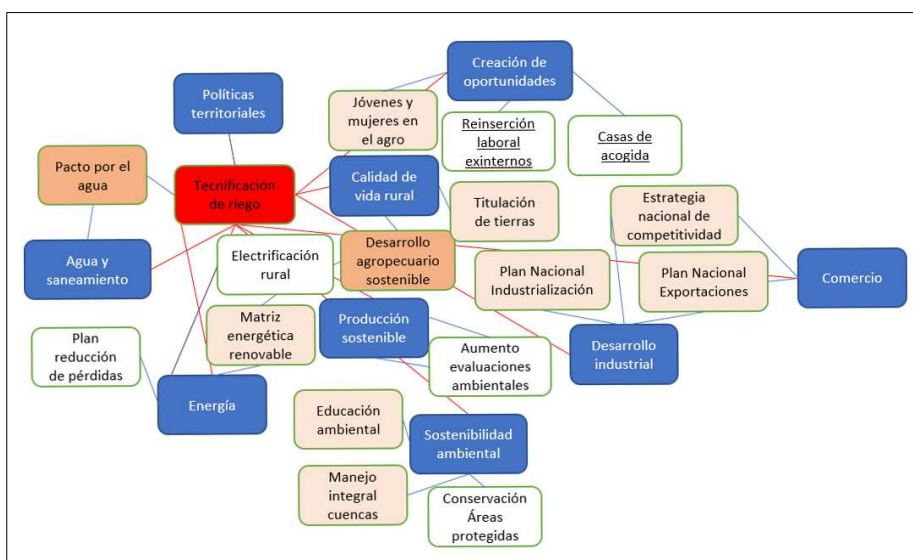 Creación de
oportunidades
Políticas
territoriales
Jóvenes y
mujeres en
el agro
Reinserción
laboral
exinternos
Casas de
acogida
Pacto por el
agua
Tecnificación
de riego
Calidad de
vida rural
Titulación
de tierras
Estrategia
nacional de
competitividad
Agua y
saneamiento
Electrificación
rural
Desarrollo
agropecuario
sostenible
Plan Nacional
Industrialización
Plan Nacional
Exportaciones
Comercio
Plan
reducción
de pérdidas
Matriz
energética
renovable
Producción
sostenible
Aumento
evaluaciones
ambientales
Desarrollo
industrial
Energía
Educación
ambiental
Sostenibilidad
ambiental
Manejo
integral
cuencas
Conservación
Áreas
protegidas